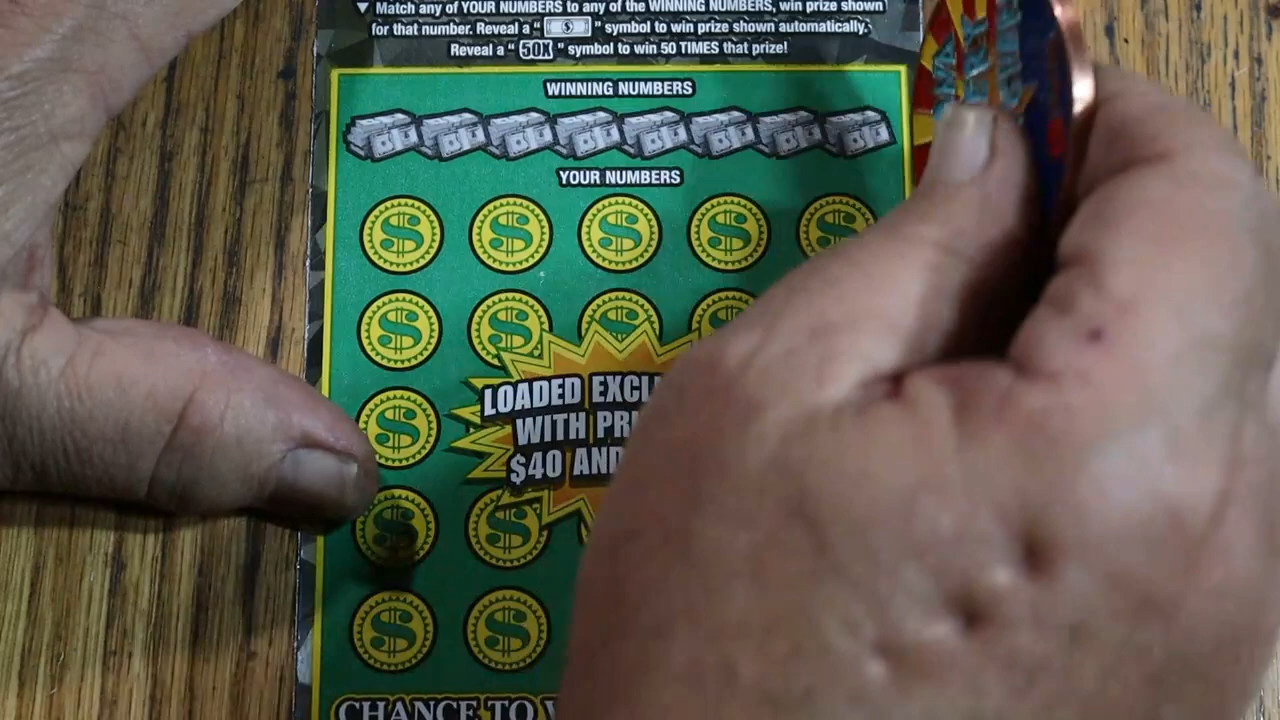 ▼ Match any of YOUR NUMBERS to any of the WINNING NUMBERS, win prize shown
for that number. Reveal a " $ " symbol to win prize shown automatically.
Reveal a " 50X " symbol to win 50 TIMES that prize!
WINNING NUMBERS
YOUR NUMBERS
LOADED
WITH
$40 AND
CHANCE TO